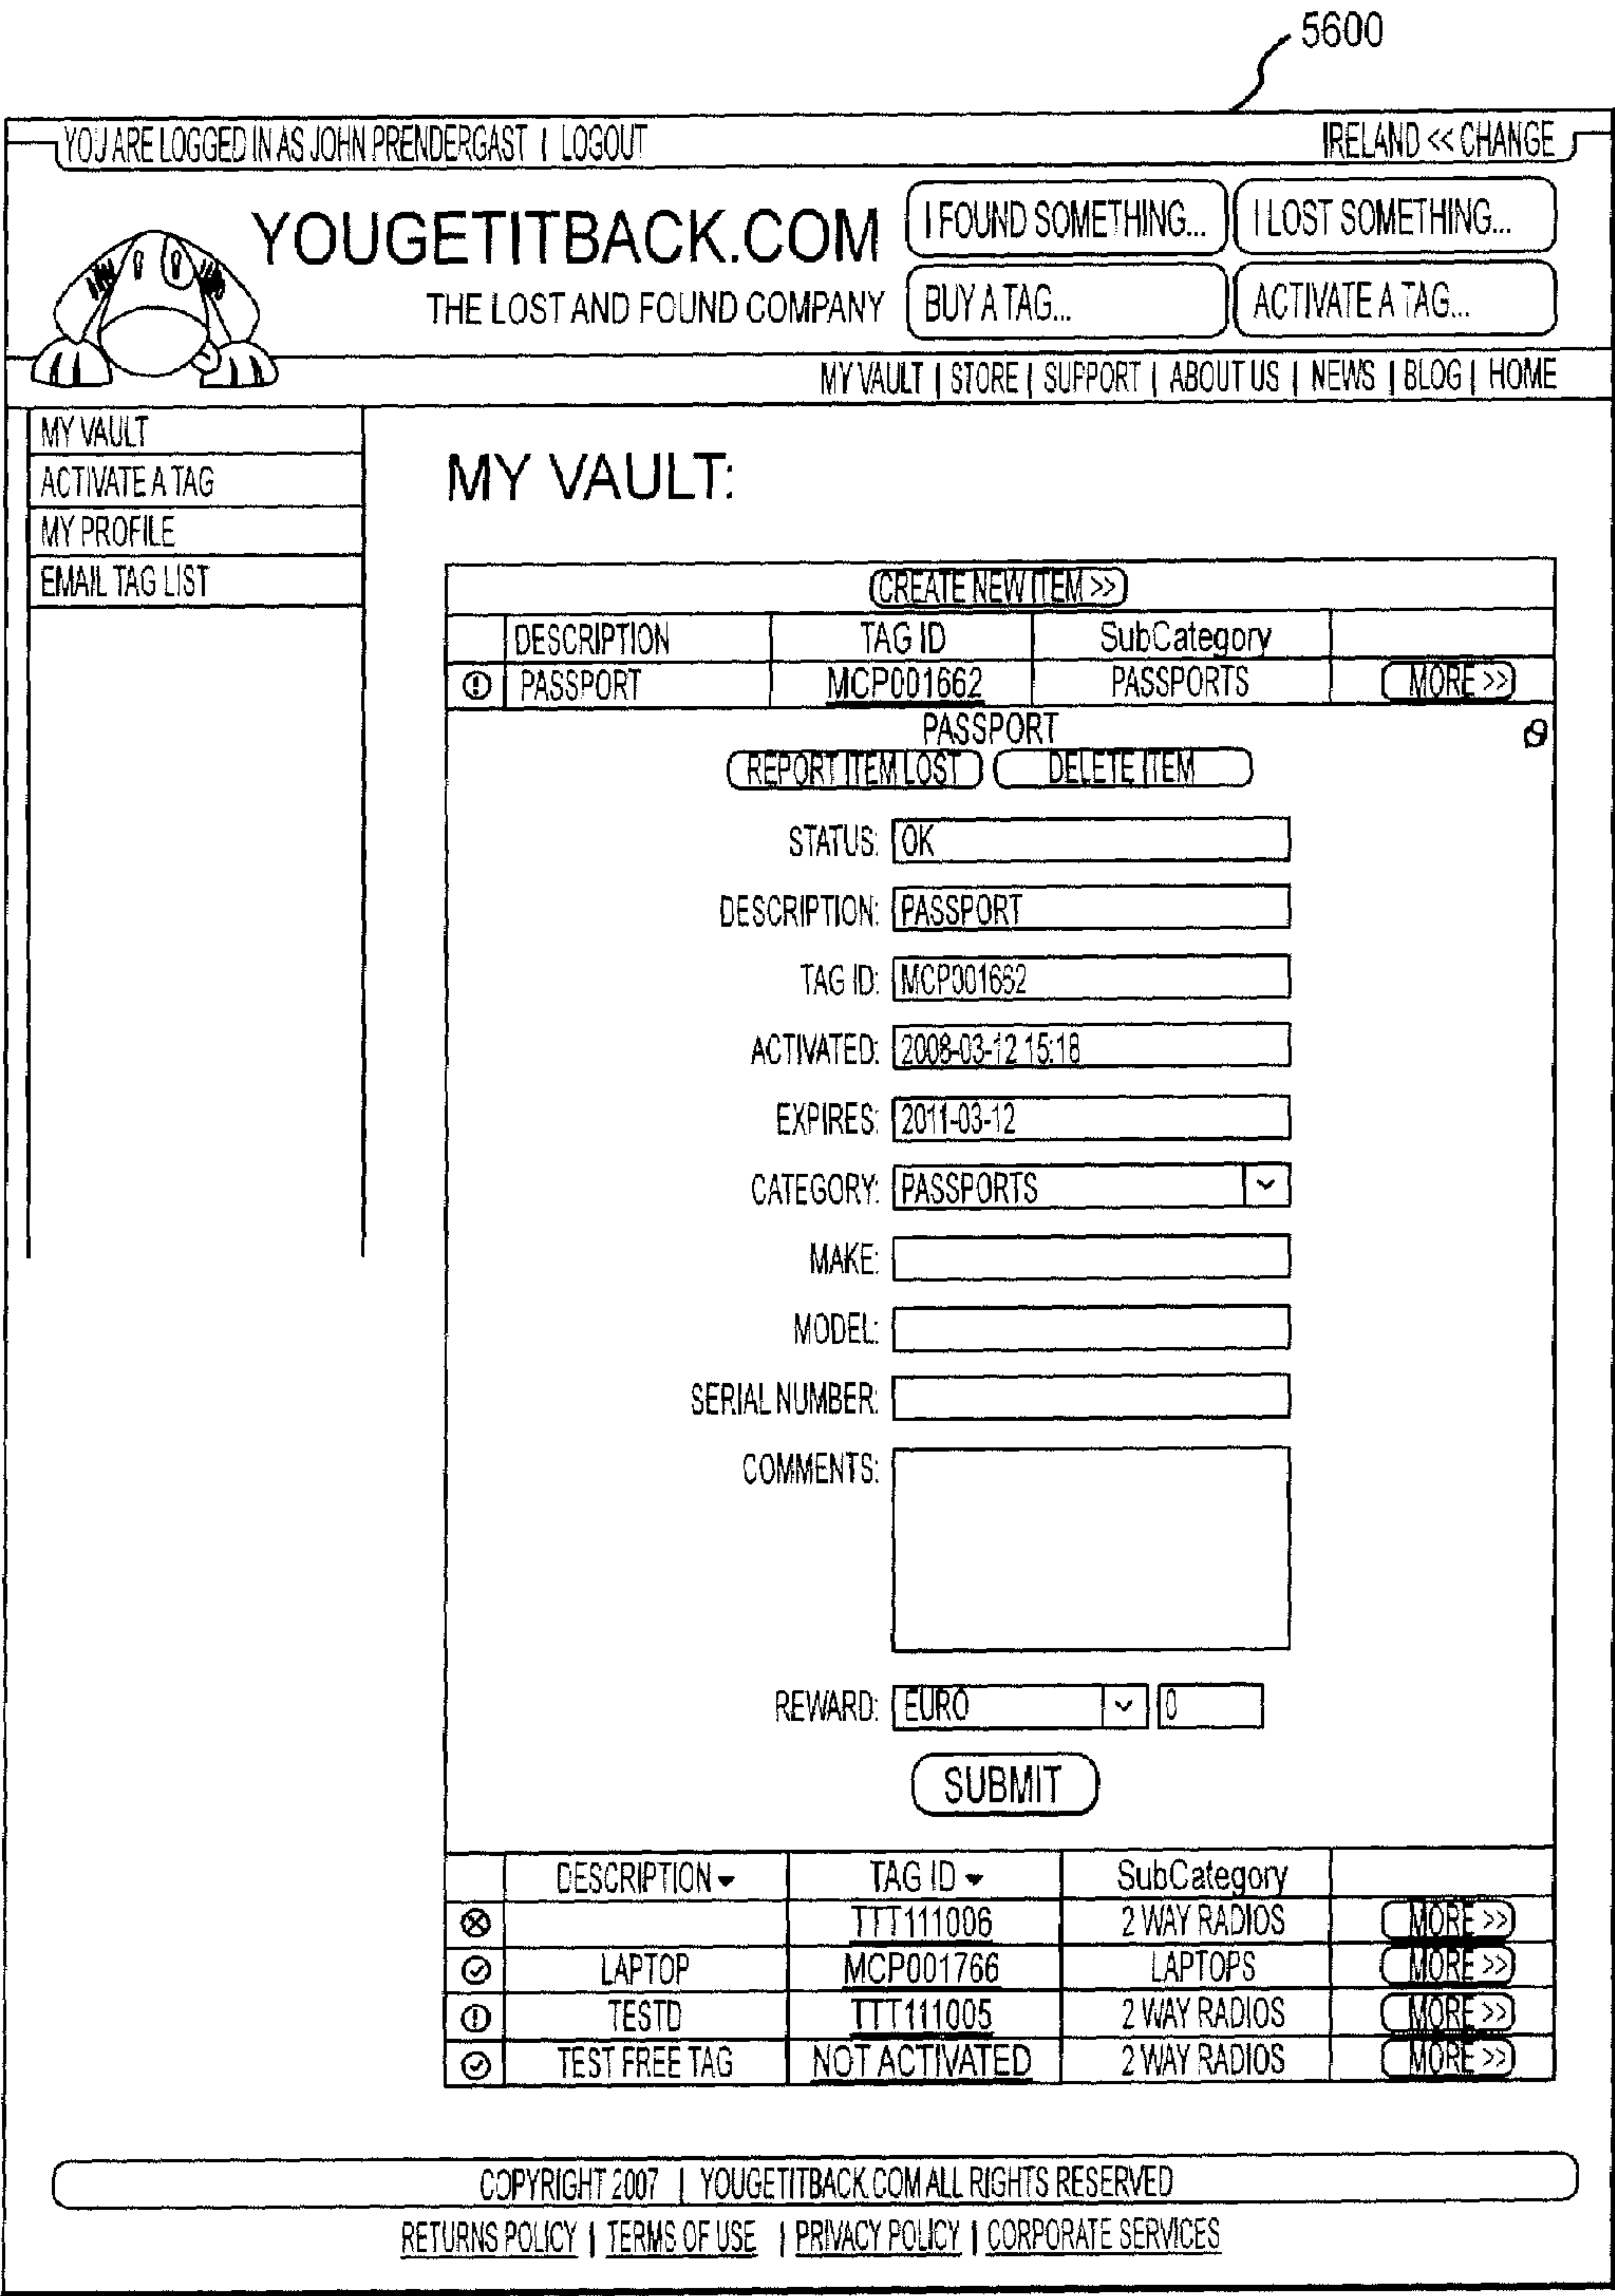 5600
YOU ARE LOGGED IN AS JOHN PRENDERGAST | LOGOUT IRELAND << CHANGE
YOUGETITBACK.COM
THE LOST AND FOUND COMPANY
I FOUND SOMETHING... I LOST SOMETHING...
BUY A TAG... ACTIVATE A TAG...
MY VAULT | STORE | SUPPORT | ABOUT US | NEWS | BLOG | HOME
MY VAULT
ACTIVATE A TAG
MY PROFILE
EMAIL TAG LIST
MY VAULT:
CREATE NEW ITEM >>
DESCRIPTION TAG ID SubCategory
PASSPORT MCP001662 PASSPORTS MORE >>
PASSPORT
REPORT ITEM LOST DELETE ITEM
STATUS: OK
DESCRIPTION: PASSPORT
TAG ID: MCP001662
ACTIVATED: 2008-03-12 15:18
EXPIRES: 2011-03-12
CATEGORY: PASSPORTS
MAKE:
MODEL:
SERIAL NUMBER:
COMMENTS:
REWARD: EURO 0
SUBMIT
DESCRIPTION TAG ID SubCategory
TTT111006 2 WAY RADIOS MORE >>
LAPTOP MCP001766 LAPTOPS MORE >>
TESTD TTT111005 2 WAY RADIOS MORE >>
TEST FREE TAG NOT ACTIVATED 2 WAY RADIOS MORE >>
COPYRIGHT 2007 | YOUGETITBACK.COM ALL RIGHTS RESERVED
RETURNS POLICY | TERMS OF USE | PRIVACY POLICY | CORPORATE SERVICES